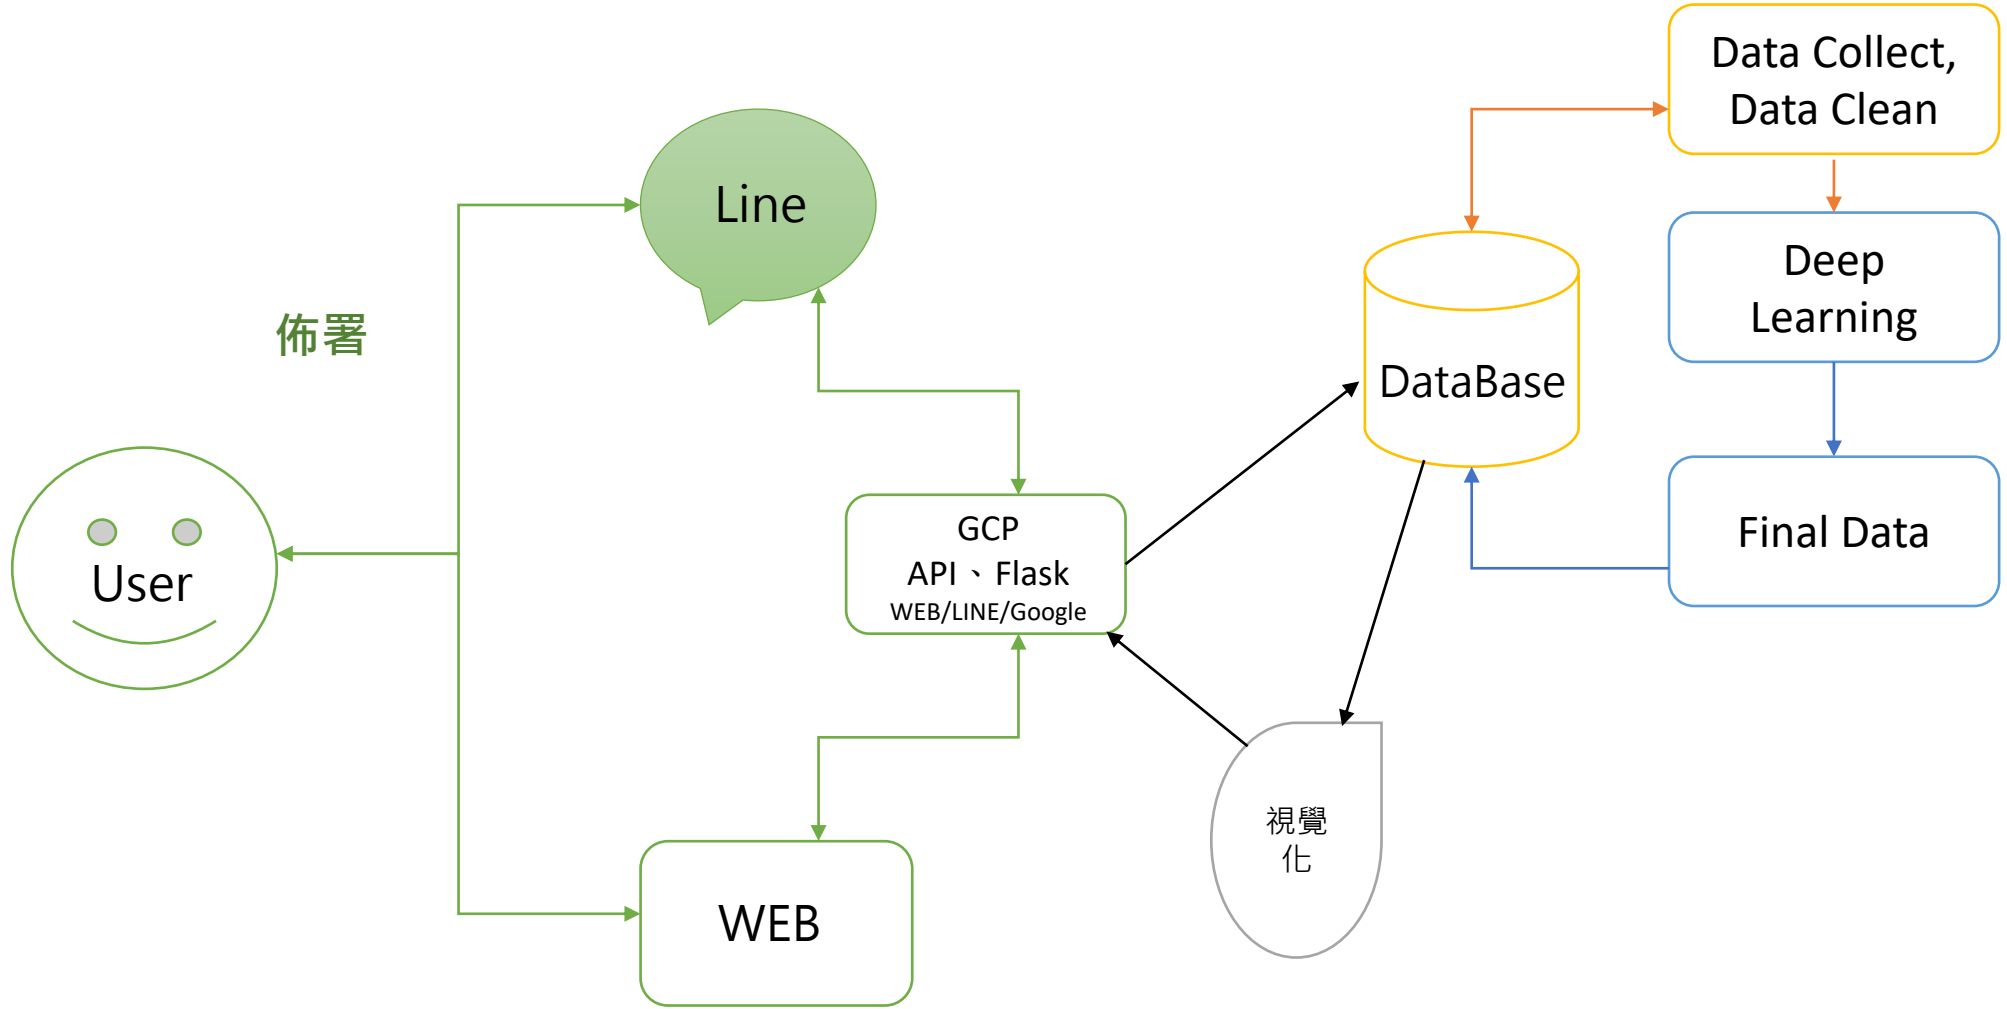 Data Collect,
Data Clean
Line
Deep
Learning
佈署
DataBase
GCP
API、Flask
WEB/LINE/Google
Final Data
User
視覺
化
WEB